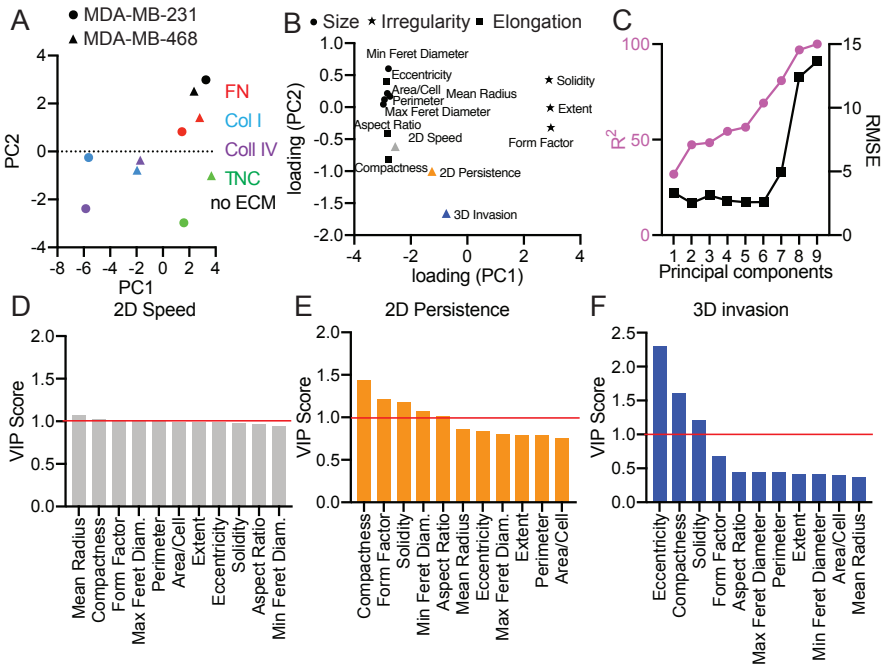 A
MDA-MB-231
MDA-MB-468
4
2
0
-2
-4
PC2
-8
-6
-4
-2
0
2
4
PC1
FN
Col I
Coll IV
TNC
no ECM
B
Size
Irregularity
Elongation
1.0
0.5
0.0
-0.5
-1.0
-1.5
-2.0
loading (PC2)
Min Feret Diameter
Eccentricity
Area/Cell
Mean Radius
Perimeter
Max Feret Diameter
Aspect Ratio
2D Speed
Compactness
2D Persistence
3D Invasion
Solidity
Extent
Form Factor
-4
-2
0
2
4
loading (PC1)
C
100
50
0
R2
15
10
5
0
RMSE
1 2 3 4 5 6 7 8 9
Principal components
D
2D Speed
2.0
1.5
1.0
0.5
0.0
VIP Score
Mean Radius
Compactness
Form Factor
Max Feret Diam.
Perimeter
Area/Cell
Extent
Eccentricity
Solidity
Aspect Ratio
Min Feret Diam.
E
2D Persistence
2.0
1.5
1.0
0.5
0.0
VIP Score
Compactness
Form Factor
Solidity
Min Feret Diam.
Aspect Ratio
Mean Radius
Eccentricity
Max Feret Diam.
Extent
Perimeter
Area/Cell
F
3D invasion
2.5
2.0
1.5
1.0
0.5
0.0
VIP Score
Eccentricity
Compactness
Solidity
Form Factor
Aspect Ratio
Max Feret Diameter
Perimeter
Extent
Min Feret Diameter
Area/Cell
Mean Radius